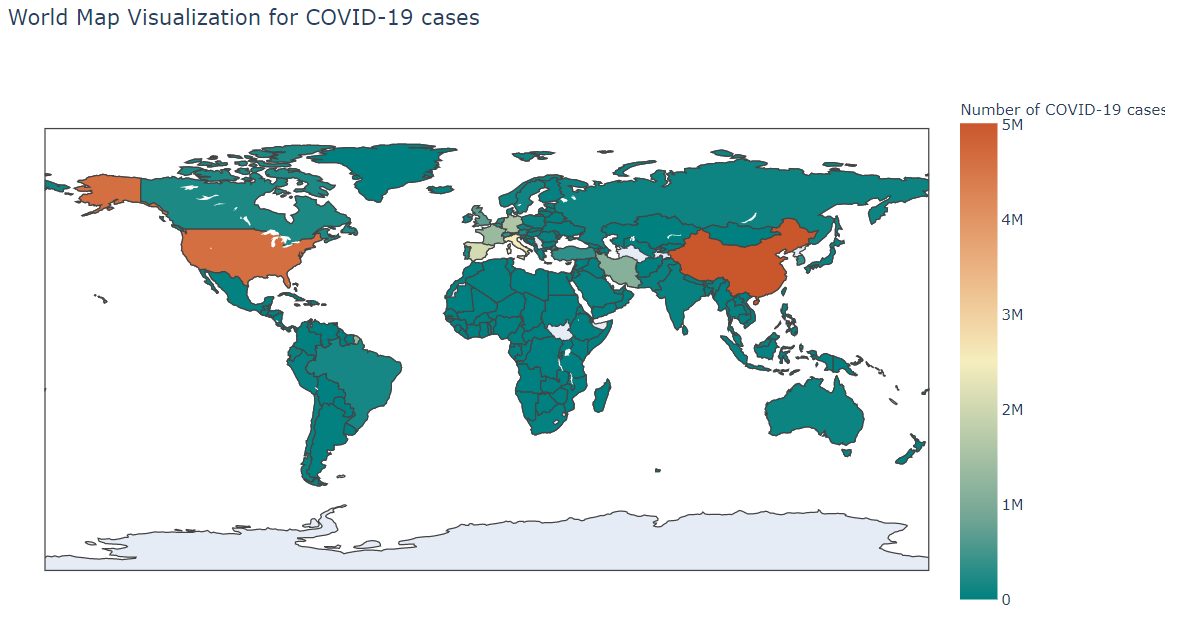 World Map Visualization for COVID-19 cases
Number of COVID-19 cases
5M
4M
3M
2M
1M
0